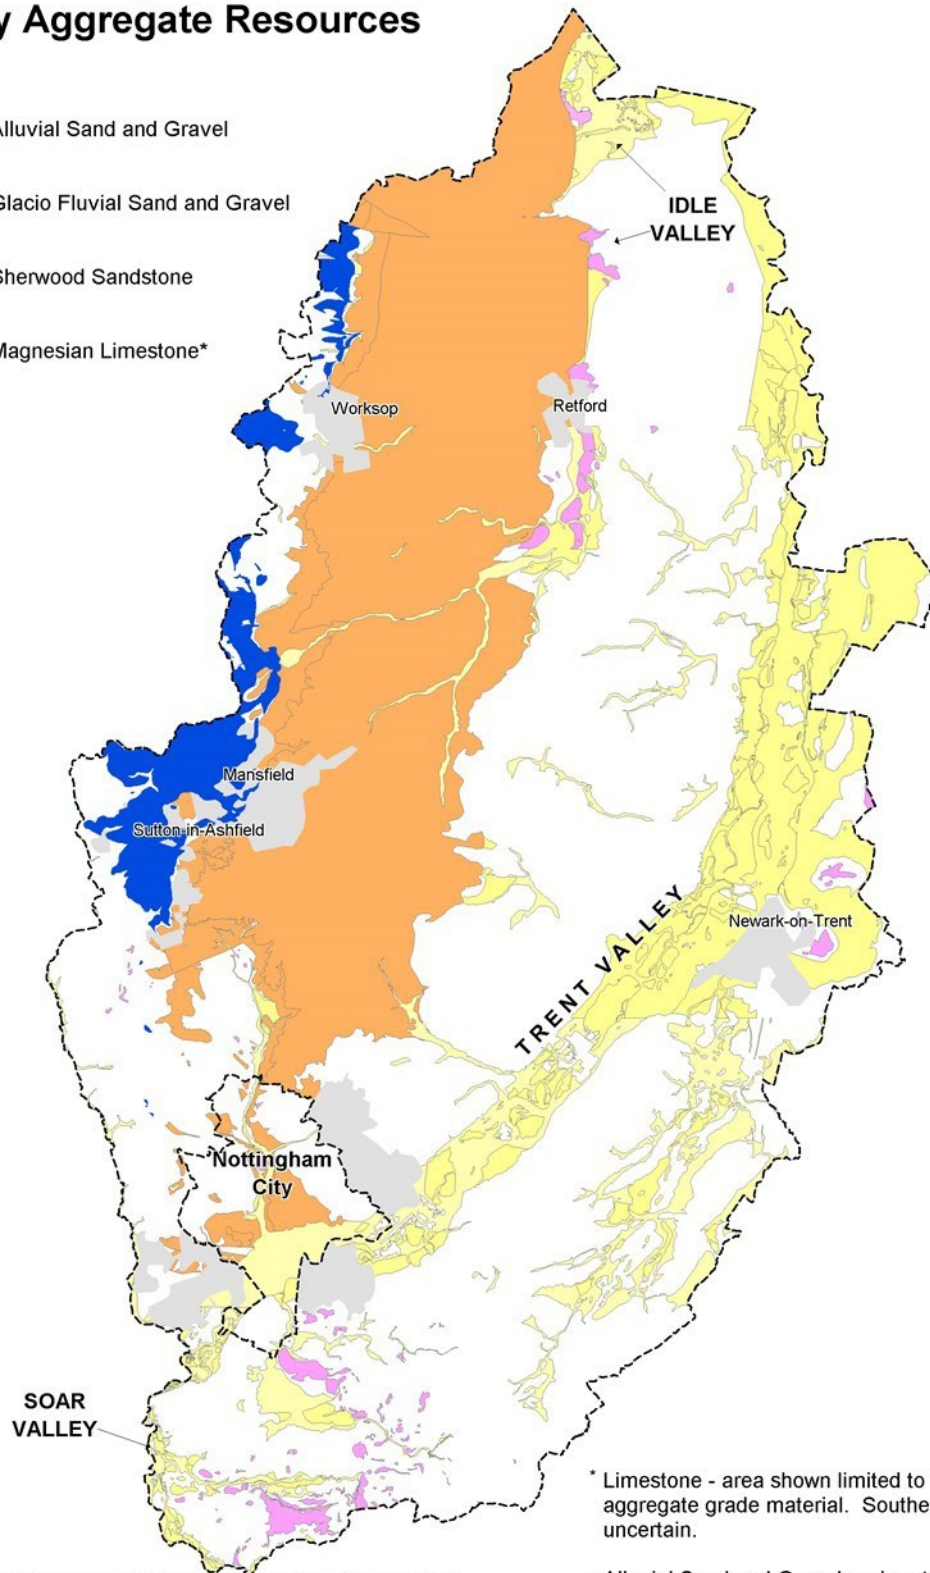 y Aggregate Resources
Alluvial Sand and Gravel
Glacio Fluvial Sand and Gravel
Sherwood Sandstone
Magnesian Limestone*
IDLE
VALLEY
Worksop
Retford
Mansfield
Sutton-in-Ashfield
Newark-on-Trent
TRENT VALLEY
Nottingham
City
SOAR
VALLEY
* Limestone - area shown limited to
aggregate grade material. Southe
uncertain.